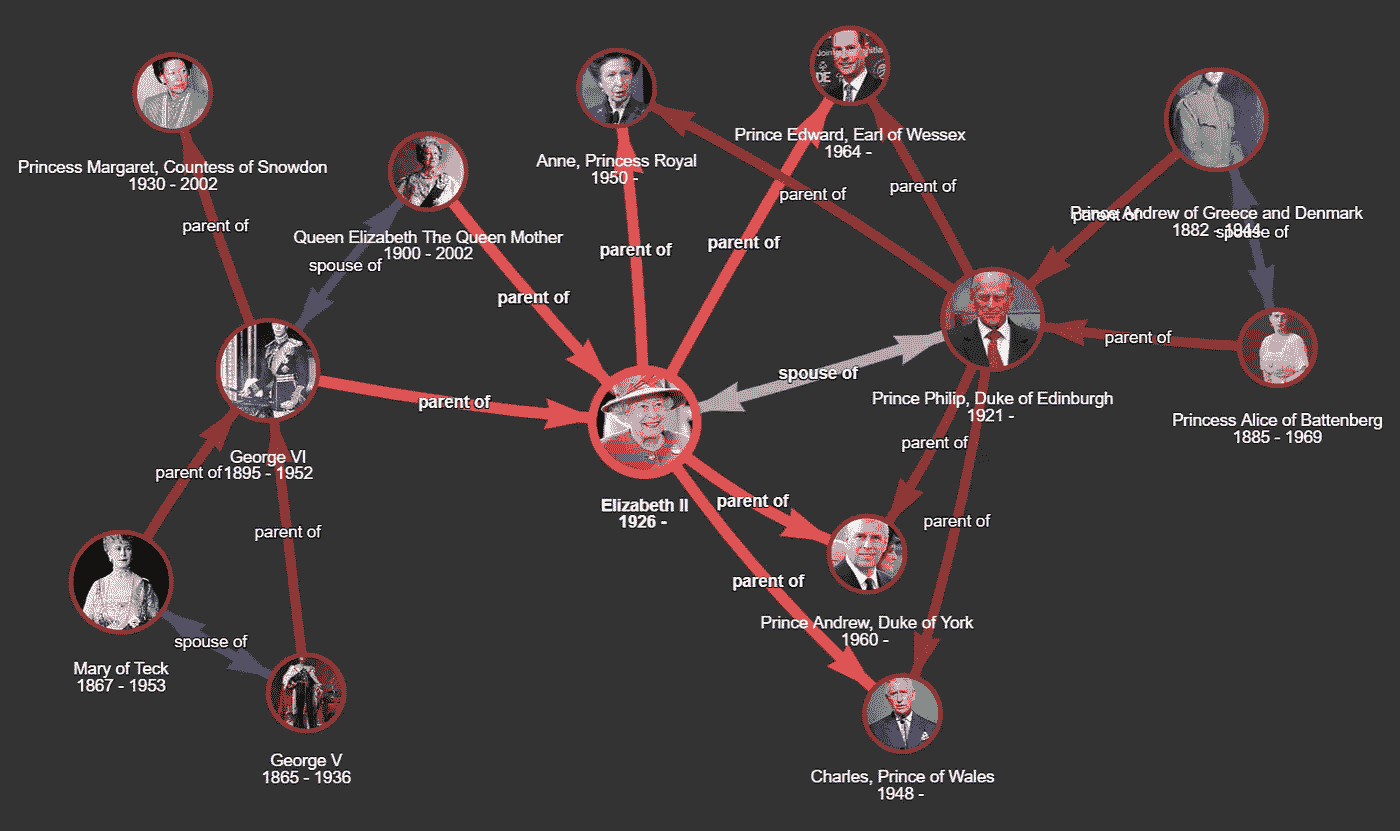 Join
DE
Prince Edward, Earl of Wessex
1964 -
Anne, Princess Royal
1950 -
Princess Margaret, Countess of Snowdon
1930 - 2002
parent of
parent of
parent of
Prince Andrew of Greece and Denmark
1882 - 1944
parent of
spouse of
Queen Elizabeth The Queen Mother
1900 - 2002
spouse of
parent of
parent of
parent of
parent of
spouse of
parent of
Prince Philip, Duke of Edinburgh
1921 -
Princess Alice of Battenberg
1885 - 1969
George VI
1895 - 1952
parent of
parent of
parent of
Elizabeth II
1926 -
parent of
parent of
parent of
parent of
Prince Andrew, Duke of York
1960 -
spouse of
Mary of Teck
1867 - 1953
George V
1865 - 1936
Charles, Prince of Wales
1948 -